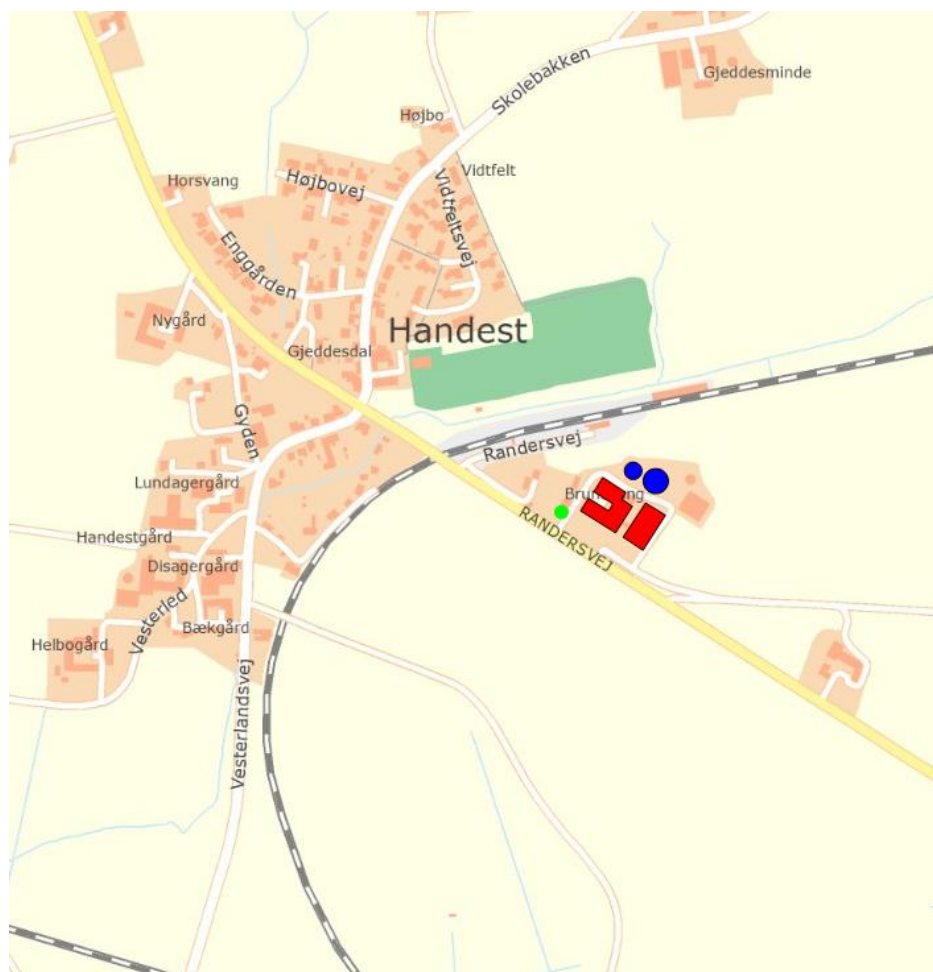 Gjeddesminde
Skolebakken
Højbo
Vidtfelt
Højbovej
Horsvang
Vidtfeltsvej
Enggården
Nygård
Handest
Gjeddesdal
Gyden
Randersvej
Lundagergård
RANDERSVEJ
Handestgård
Disagergård
Vesterled
Bækgård
Helbogård
Vesterlandsvej